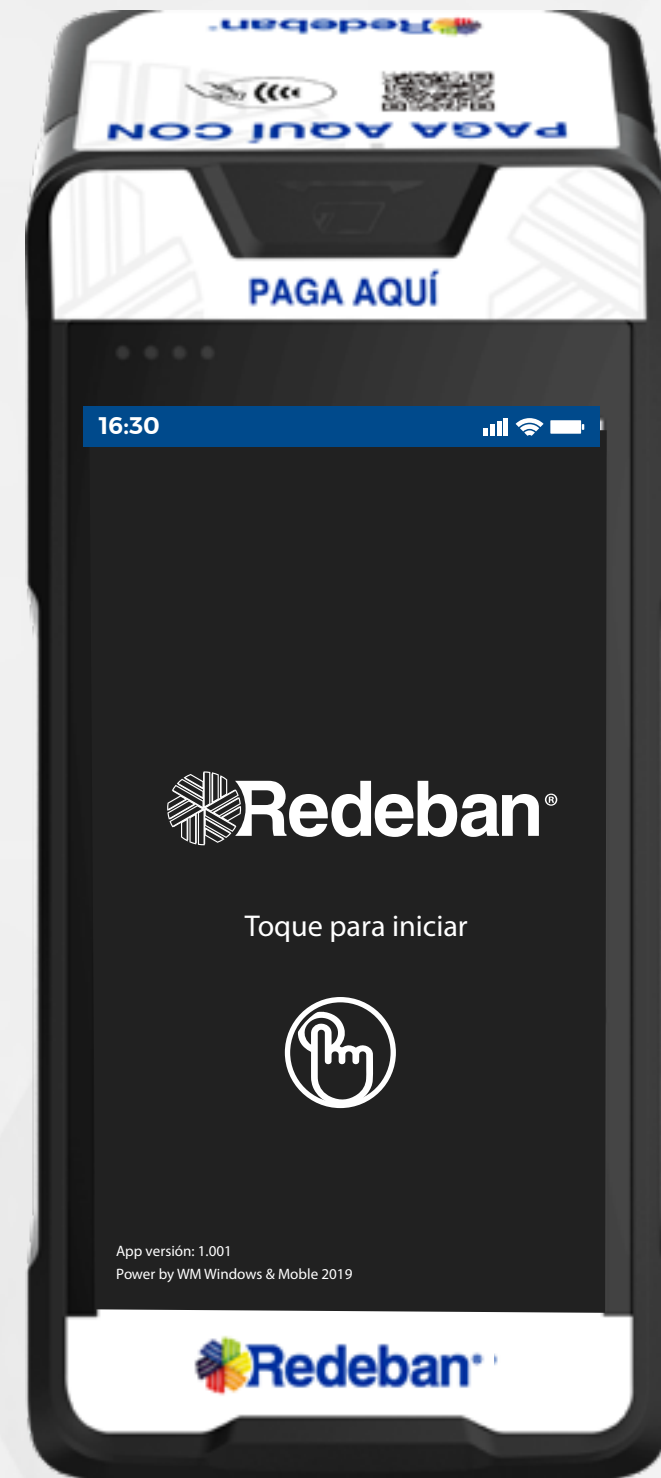 Redeban
PAGA AQUÍ CON
PAGA AQUÍ
16:30
Redeban®
Toque para iniciar
App versión: 1.001
Power by WM Windows & Moble 2019
Redeban